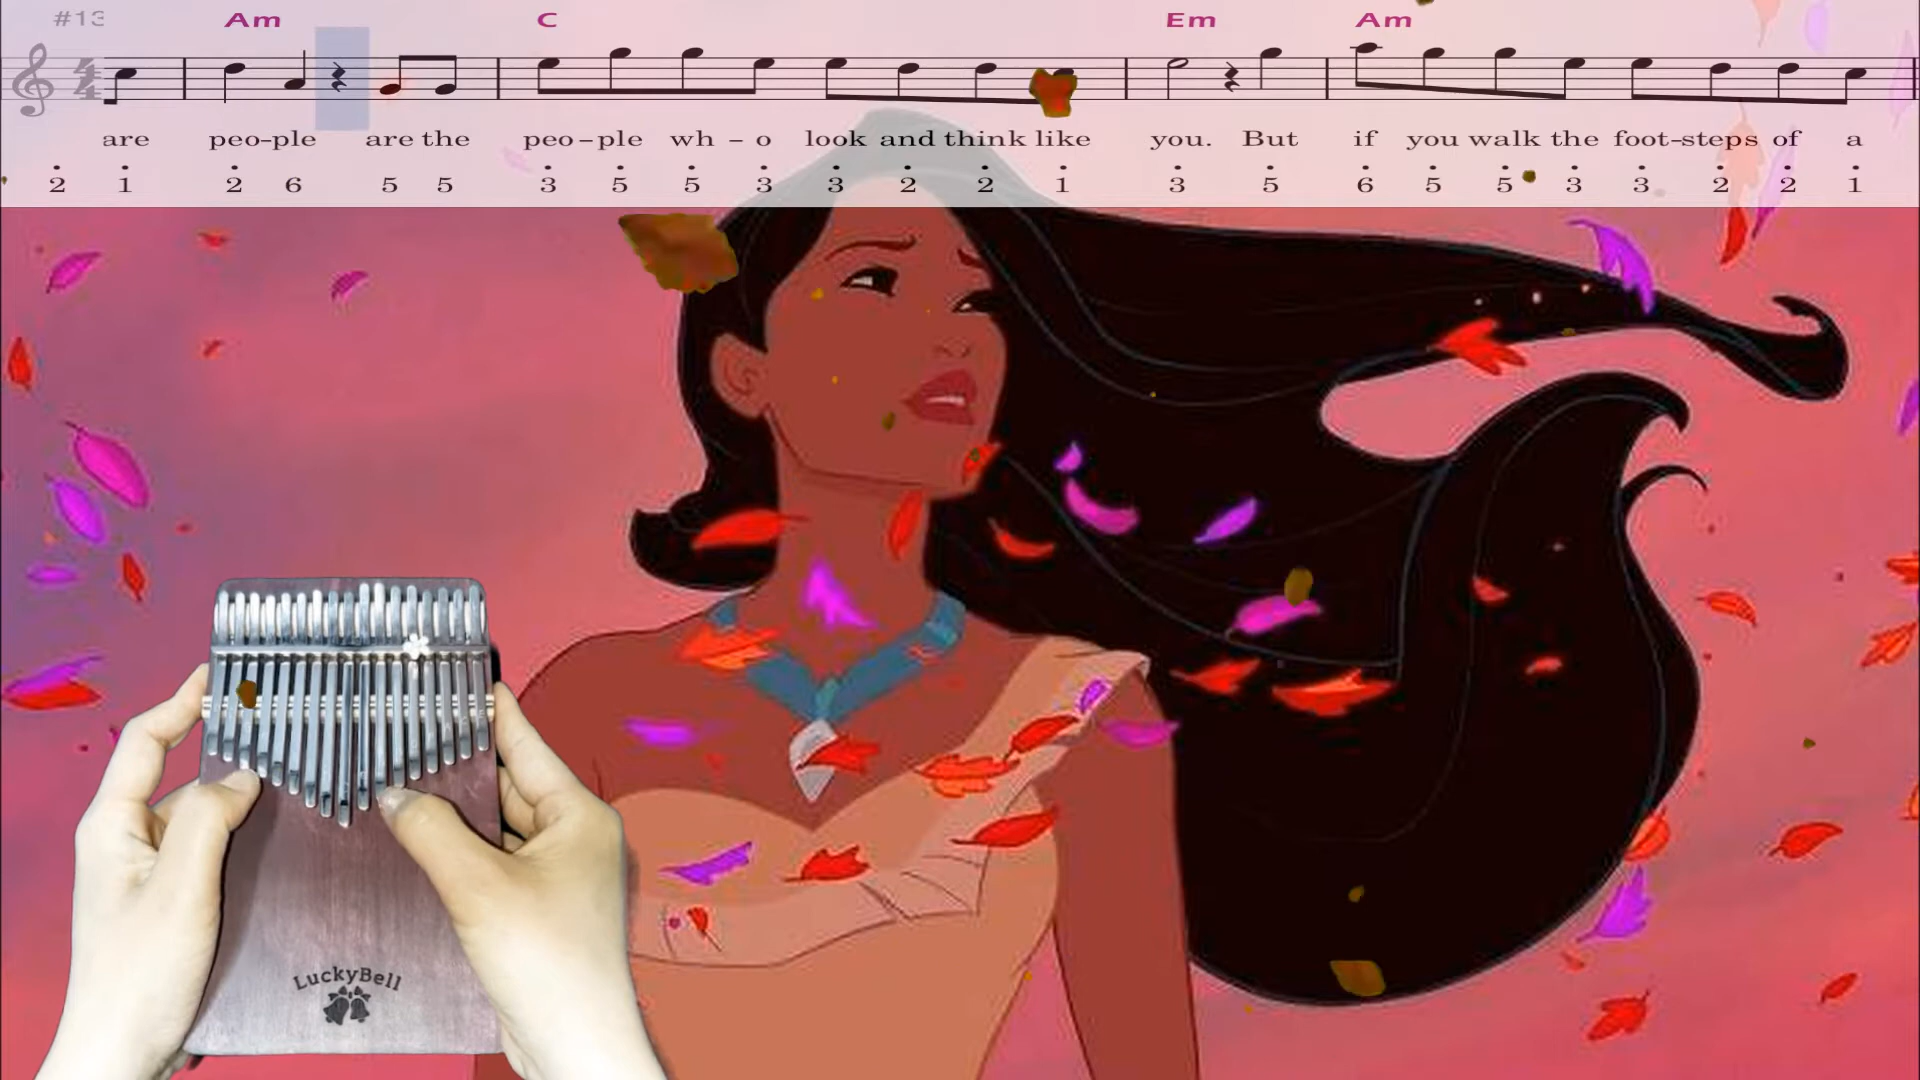 #13 Am C Em Am
are peo-ple are the peo-ple wh-o look and think like you. But if you walk the foot-steps of a
2 1 2 6 5 5 3 5 5 3 3 2 2 1 3 5 6 5 5 3 3 2 2 1
LuckyBell